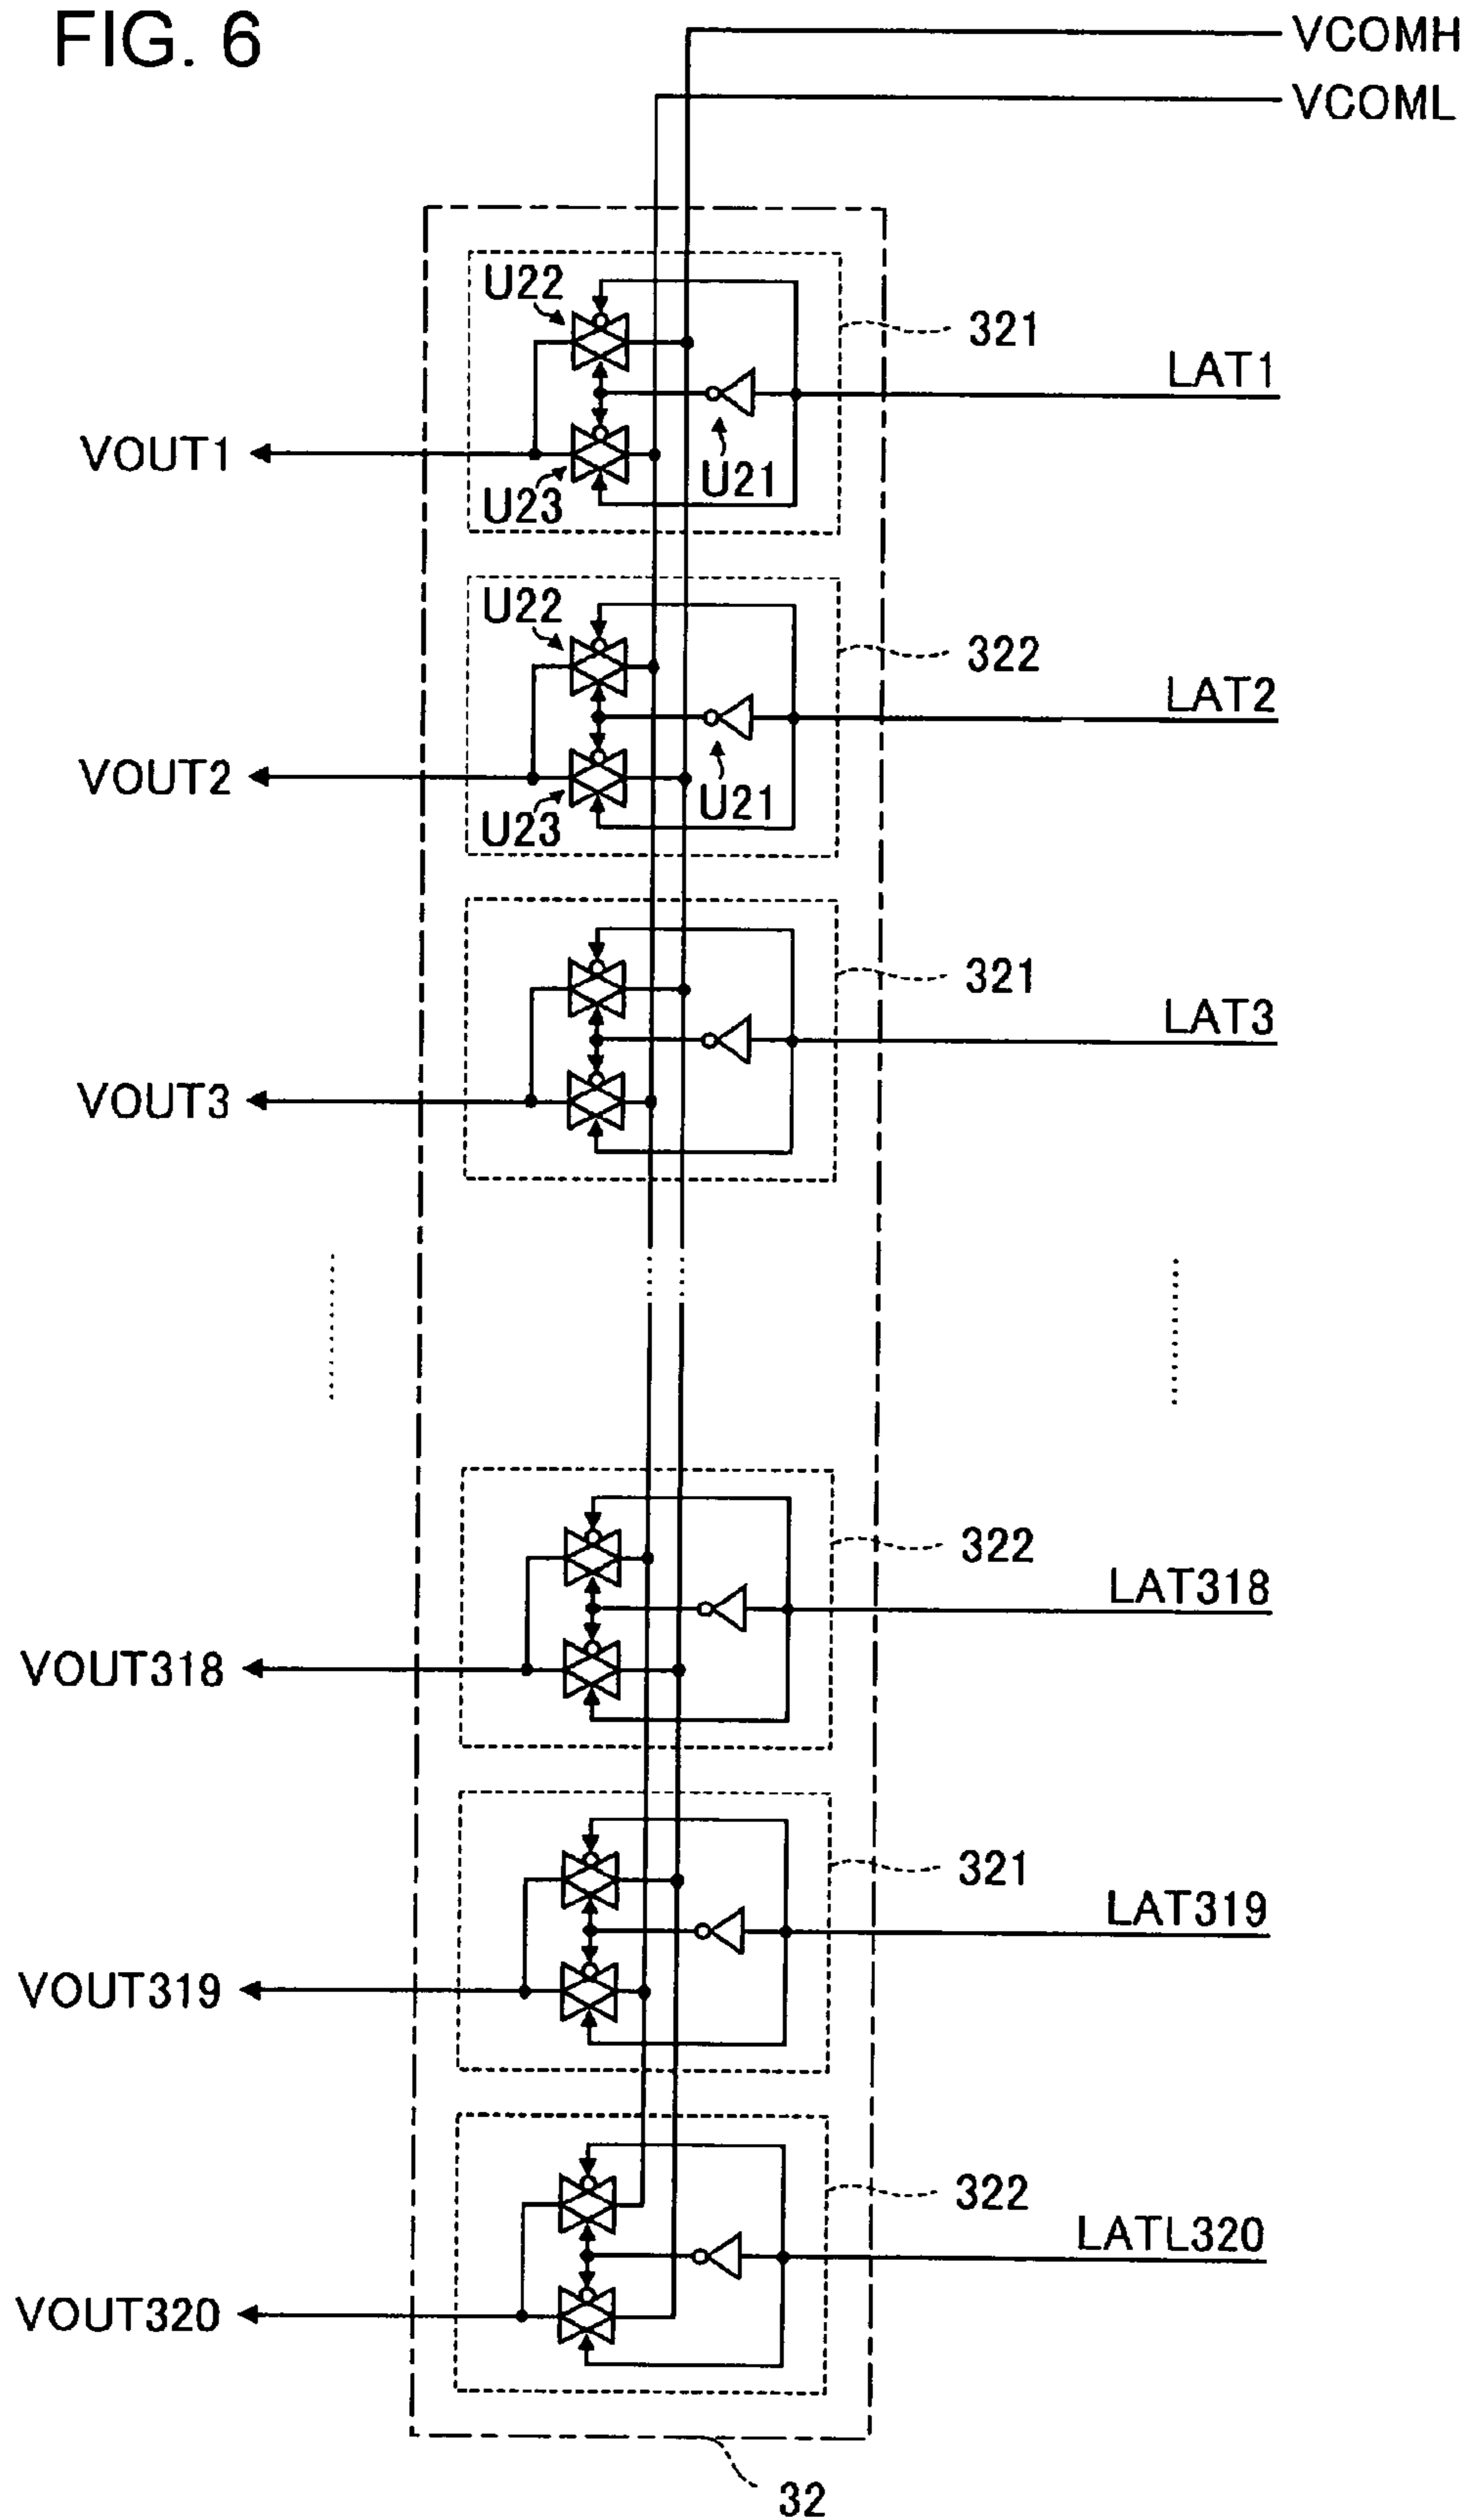 FIG. 6
VCOMH
VCOML
U22
321
LAT1
VOUT1
U21
U23
U22
322
LAT2
VOUT2
U21
U23
321
LAT3
VOUT3
322
LAT318
VOUT318
321
LAT319
VOUT319
322
LATL320
VOUT320
32